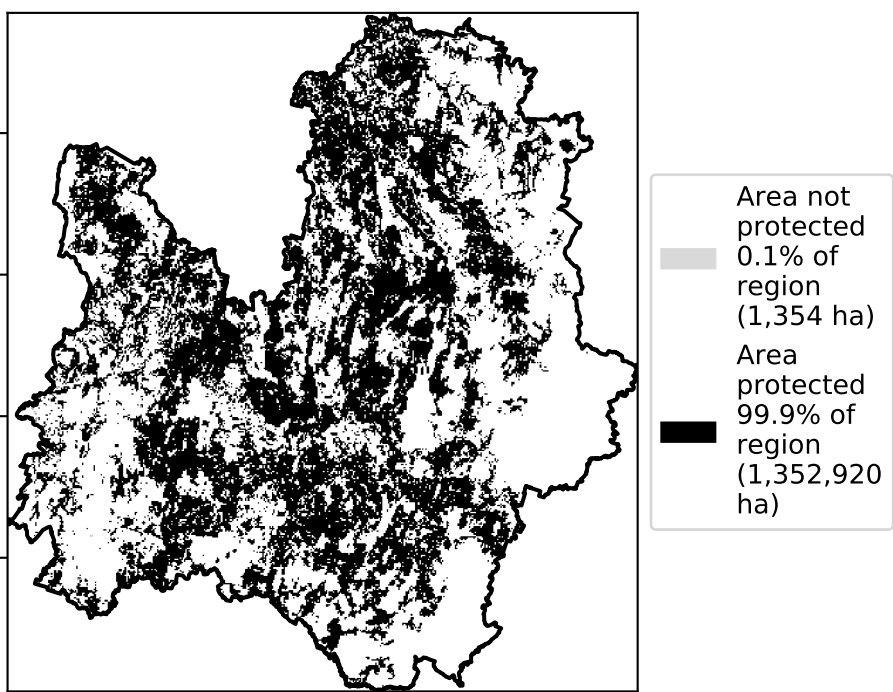 Area not
protected
0.1% of
region
(1,354 ha)
Area
protected
99.9% of
region
(1,352,920
ha)